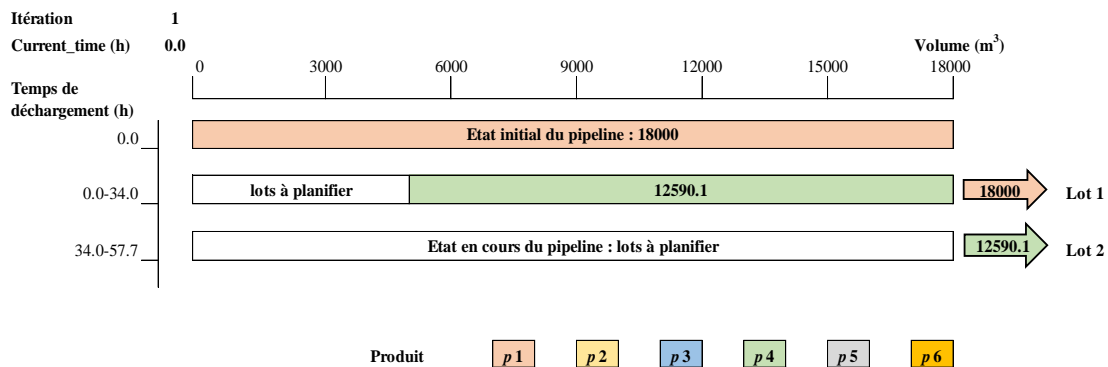 Itération 1
Current_time (h) 0.0 Volume (m³)
0 3000 6000 9000 12000 15000 18000
Temps de
déchargement (h)
0.0 Etat initial du pipeline : 18000
0.0-34.0 lots à planifier 12590.1 18000 Lot 1
34.0-57.7 Etat en cours du pipeline : lots à planifier 12590.1 Lot 2
Produit p 1 p 2 p 3 p 4 p 5 p 6